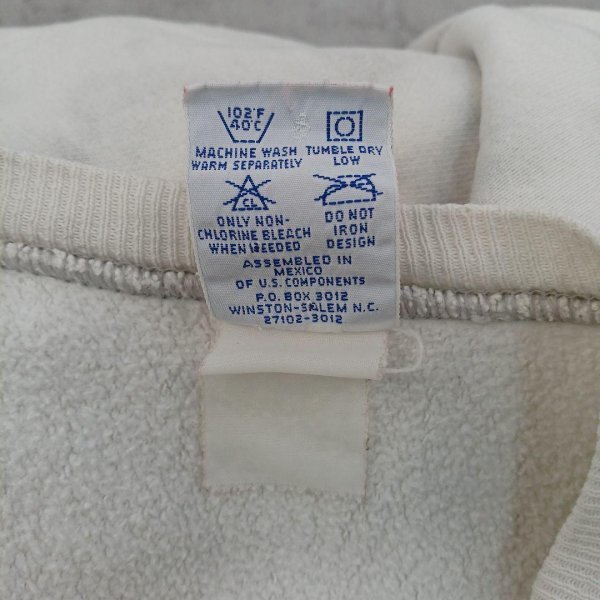 102°F
40°C
MACHINE WASH
WARM SEPARATELY
TUMBLE DRY
LOW
CL
ONLY NON-
CHLORINE BLEACH
WHEN NEEDED
DO NOT
IRON
DESIGN
ASSEMBLED IN
MEXICO
OF U.S. COMPONENTS
P.O. BOX 3012
WINSTON-SALEM N.C.
27102-3012